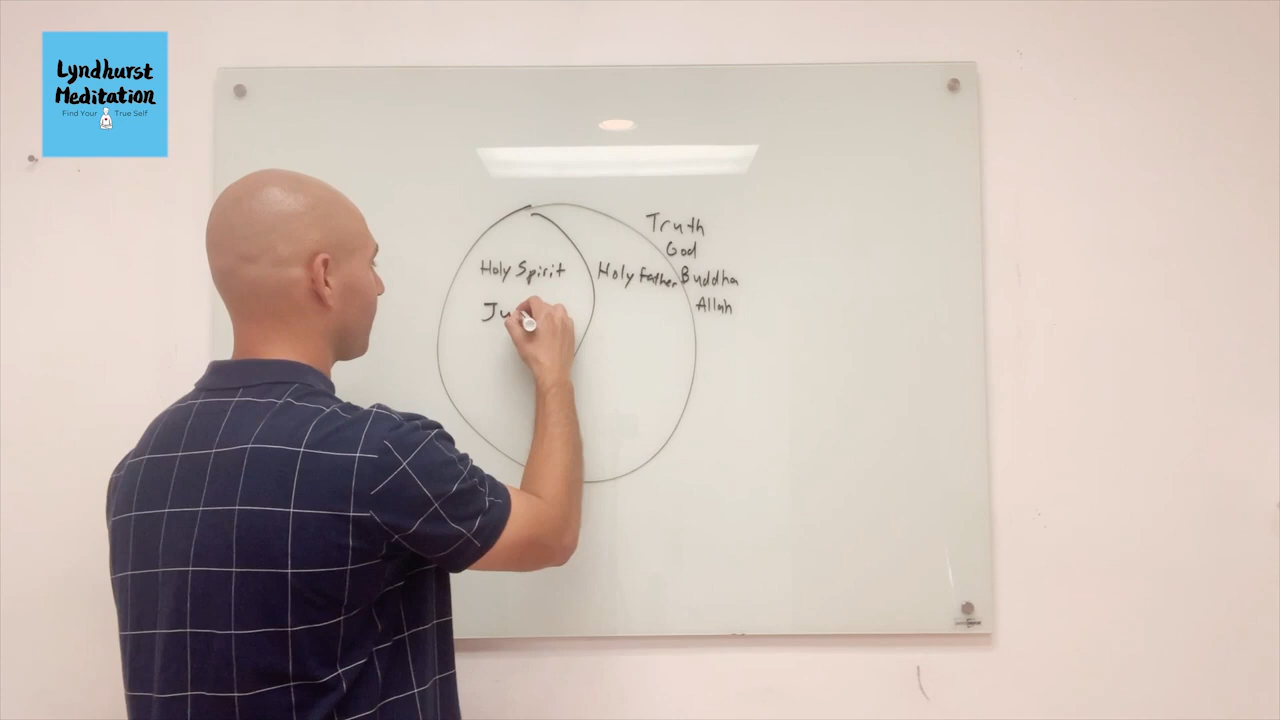 Lyndhurst
Meditation
Find Your True Self
Truth
God
Holy Spirit Holy Father Buddha
Allah
Ju